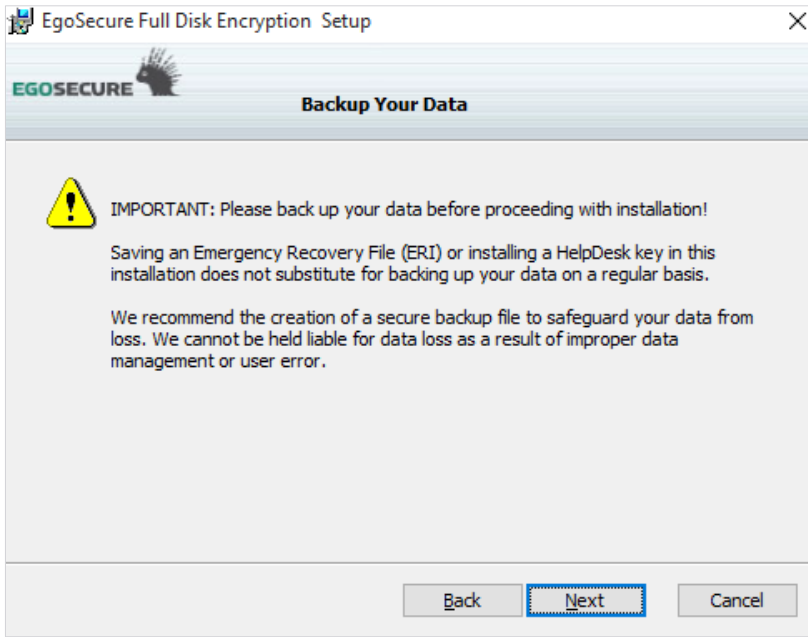 EgoSecure Full Disk Encryption  Setup
EGOSECURE
Backup Your Data
IMPORTANT: Please back up your data before proceeding with installation!
Saving an Emergency Recovery File (ERI) or installing a HelpDesk key in this
installation does not substitute for backing up your data on a regular basis.
We recommend the creation of a secure backup file to safeguard your data from
loss. We cannot be held liable for data loss as a result of improper data
management or user error.
Back Next Cancel